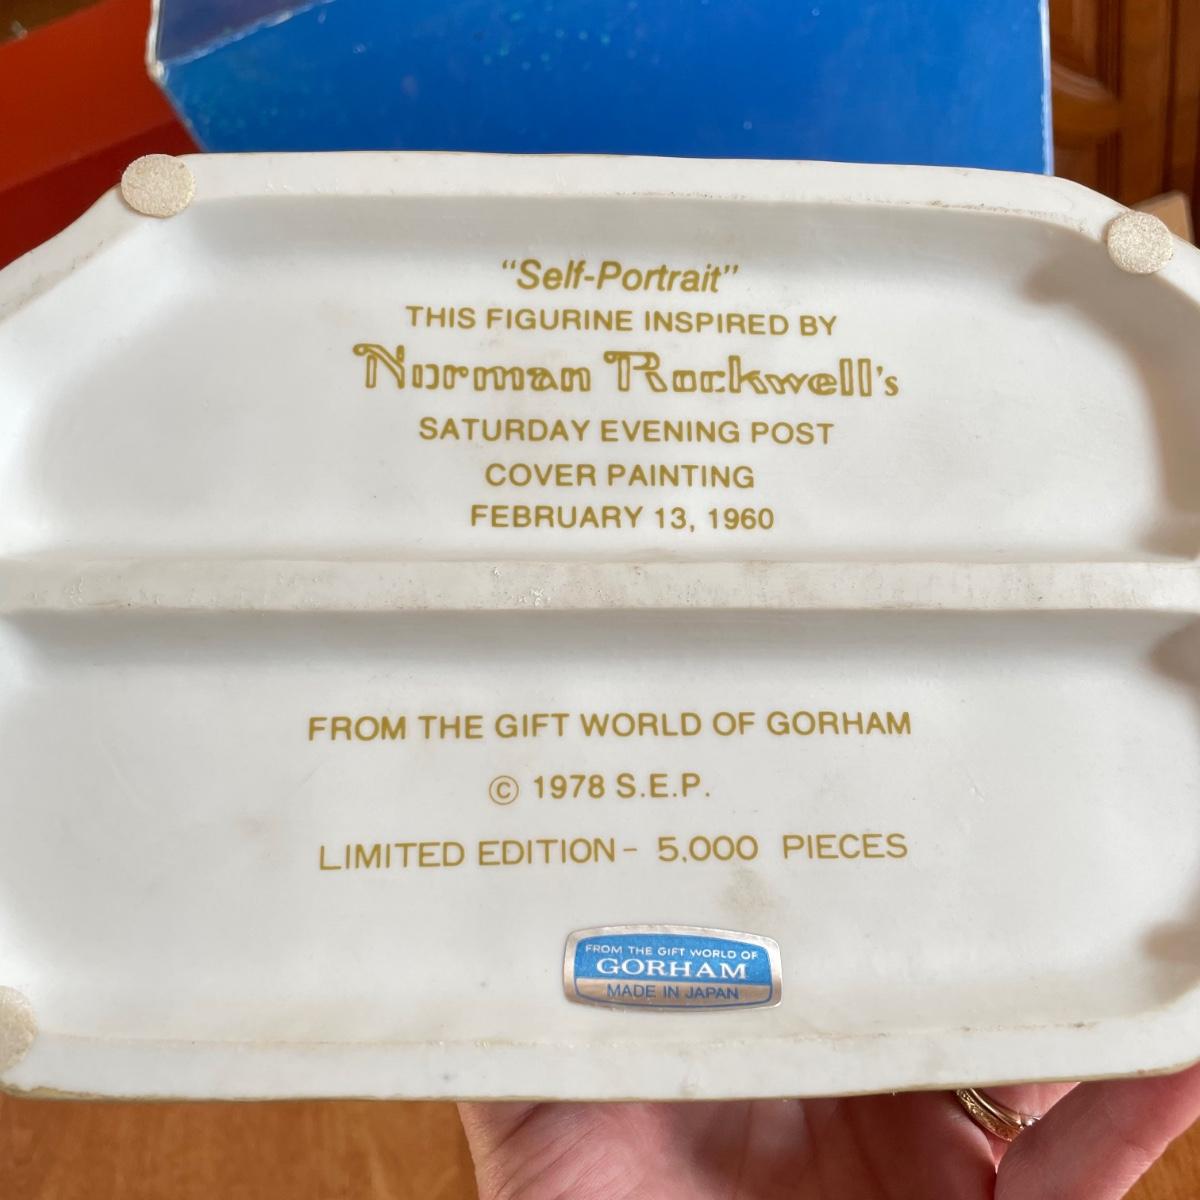 "Self-Portrait"
THIS FIGURINE INSPIRED BY
Norman Rockwell's
SATURDAY EVENING POST
COVER PAINTING
FEBRUARY 13, 1960
FROM THE GIFT WORLD OF GORHAM
© 1978 S.E.P.
LIMITED EDITION - 5.000 PIECES
FROM THE GIFT WORLD OF
GORHAM
MADE IN JAPAN